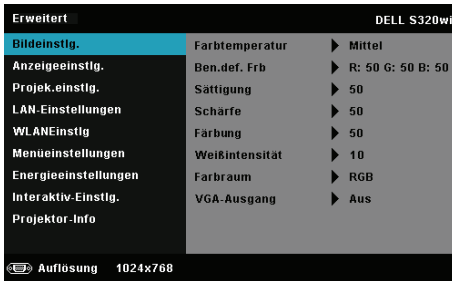 Erweitert
DELL S320wi
Bildeinstlg.
Farbtemperatur Mittel
Anzeigeeinstlg.
Ben.def. Frb R: 50 G: 50 B: 50
Projek.einstlg.
Sättigung 50
LAN-Einstellungen
Schärfe 50
WLANEinstlg
Färbung 50
Menüeinstellungen
Weißintensität 10
Energieeinstellungen
Farbraum RGB
Interaktiv-Einstlg.
VGA-Ausgang Aus
Projektor-Info
Auflösung 1024x768